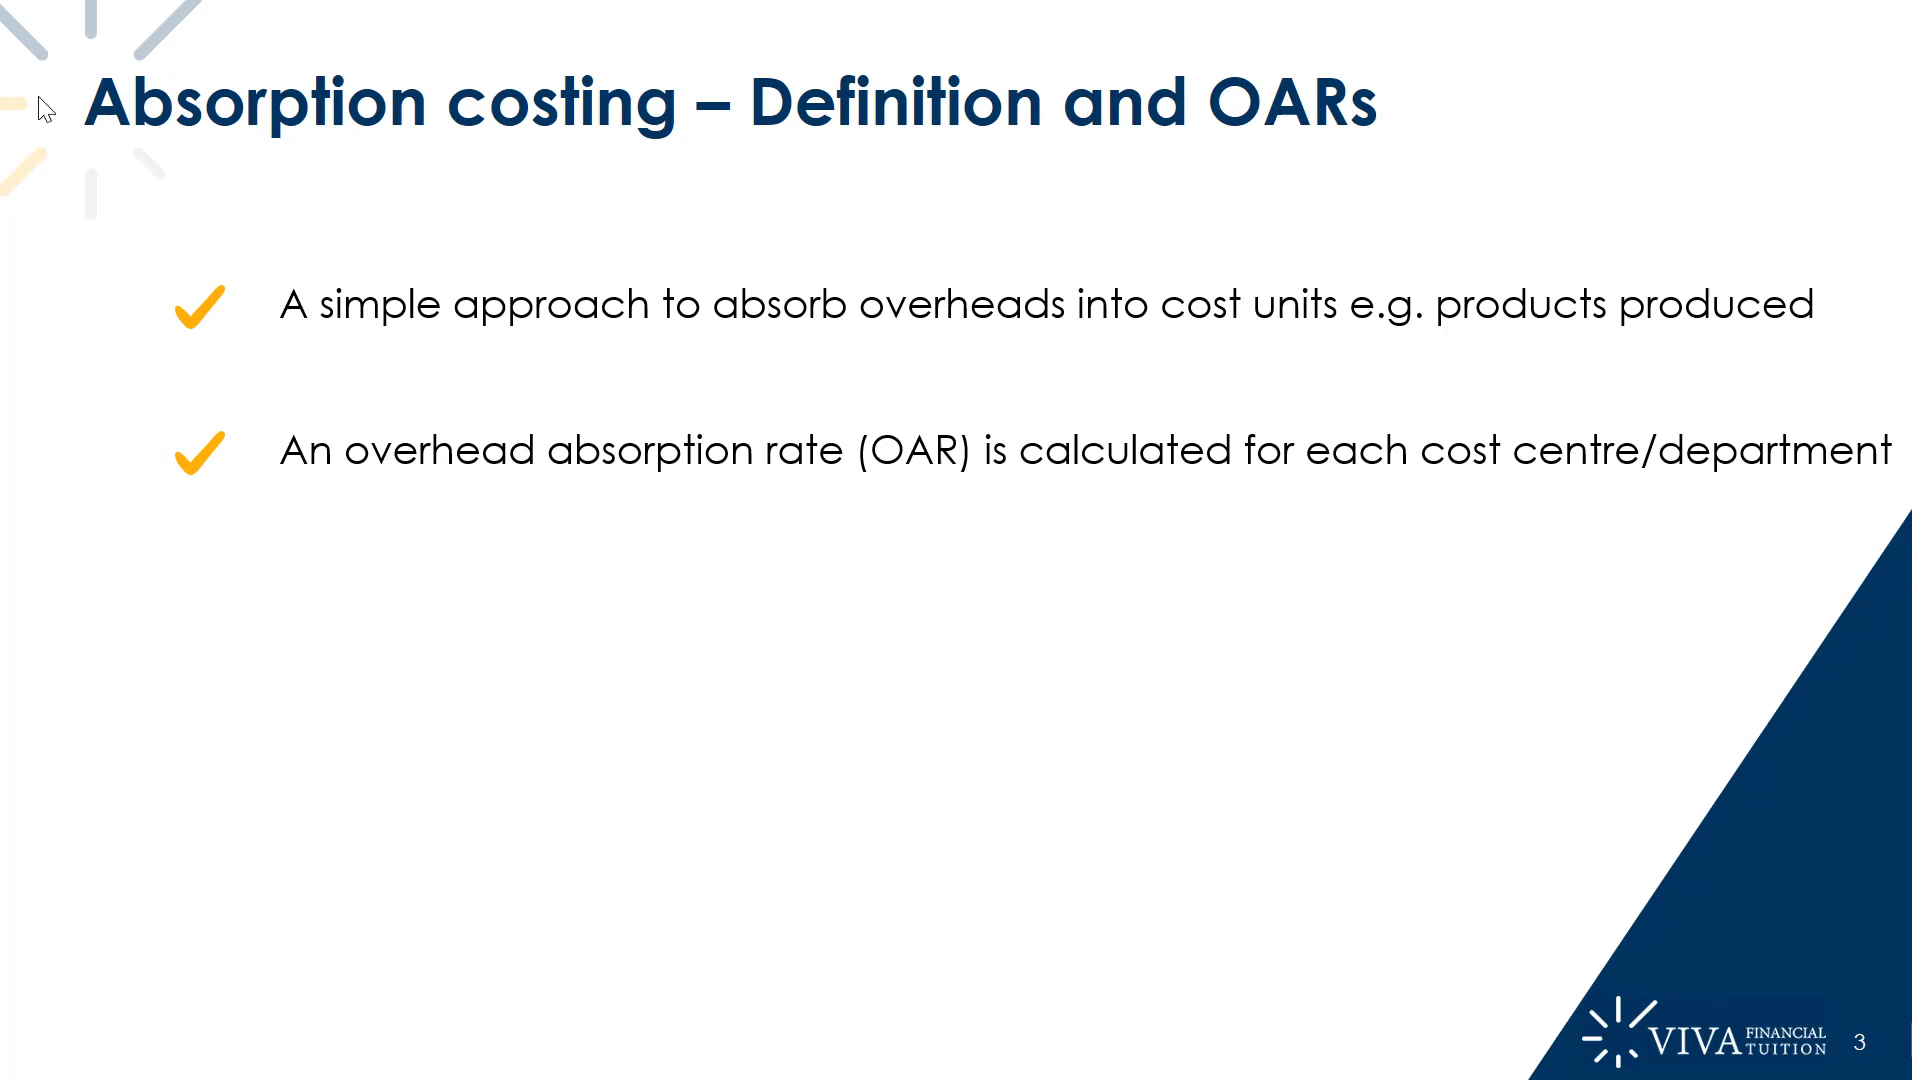 Absorption costing – Definition and OARs
A simple approach to absorb overheads into cost units e.g. products produced
An overhead absorption rate (OAR) is calculated for each cost centre/department
VIVA FINANCIAL TUITION
3